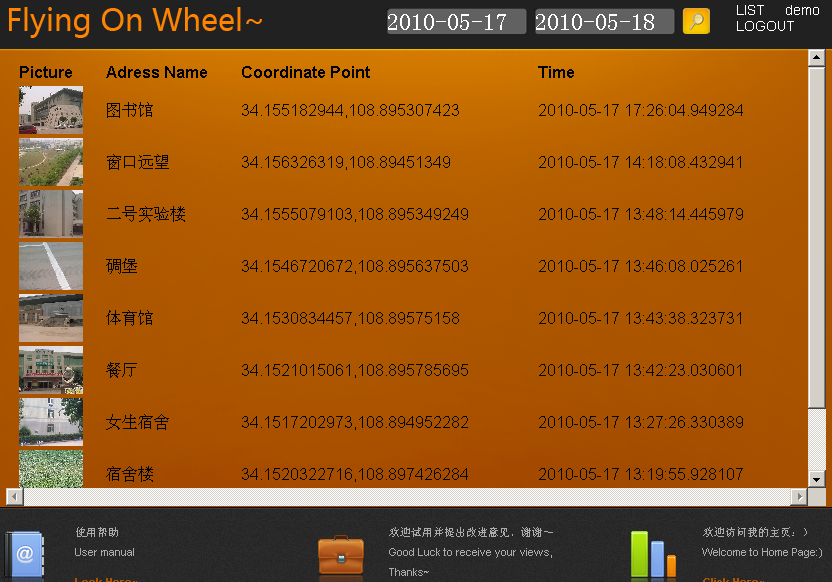 Flying On Wheel~
2010-05-17 2010-05-18 LIST demo
LOGOUT
Picture Adress Name Coordinate Point Time
图书馆 34.155182944,108.895307423 2010-05-17 17:26:04.949284
窗口远望 34.156326319,108.89451349 2010-05-17 14:18:08.432941
二号实验楼 34.1555079103,108.895349249 2010-05-17 13:48:14.445979
碉堡 34.1546720672,108.895637503 2010-05-17 13:46:08.025261
体育馆 34.1530834457,108.89575158 2010-05-17 13:43:38.323731
餐厅 34.1521015061,108.895785695 2010-05-17 13:42:23.030601
女生宿舍 34.1517202973,108.894952282 2010-05-17 13:27:26.330389
宿舍楼 34.1520322716,108.897426284 2010-05-17 13:19:55.928107
使用帮助
User manual
Look Here~
欢迎试用并提出改进意见，谢谢~
Good Luck to receive your views,
Thanks~
欢迎访问我的主页：）
Welcome to Home Page:)
Click Here~